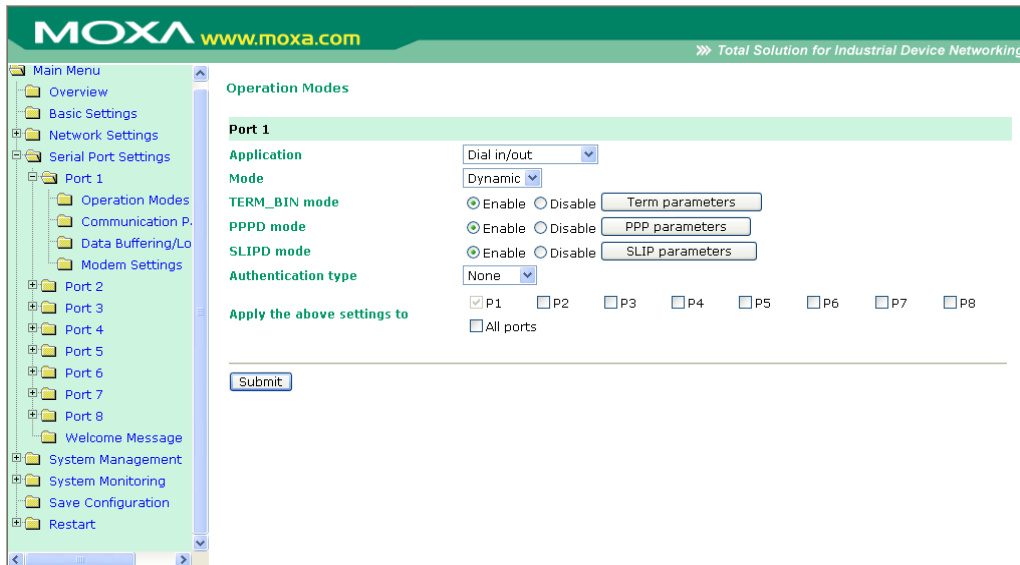 MOXA www.moxa.com
Total Solution for Industrial Device Networking
Main Menu
Overview
Basic Settings
Network Settings
Serial Port Settings
Port 1
Operation Modes
Communication P
Data Buffering/Lo
Modem Settings
Port 2
Port 3
Port 4
Port 5
Port 6
Port 7
Port 8
Welcome Message
System Management
System Monitoring
Save Configuration
Restart
Operation Modes
Port 1
Application Dial in/out
Mode Dynamic
TERM_BIN mode Enable Disable Term parameters
PPPD mode Enable Disable PPP parameters
SLIPD mode Enable Disable SLIP parameters
Authentication type None
Apply the above settings to P1 P2 P3 P4 P5 P6 P7 P8
All ports
Submit